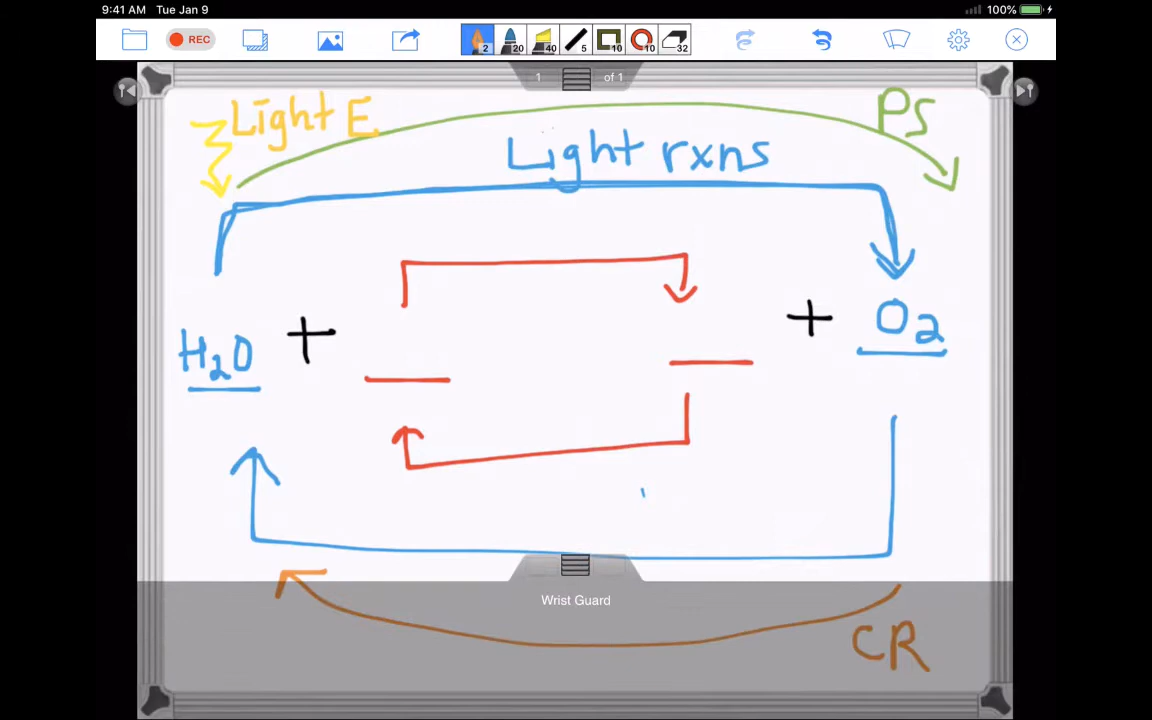 9:41 AM Tue Jan 9
100%
REC
2
20
40
5
10
10
32
1 of 1
Light E
PS
Light rxns
H₂O + + O₂
Wrist Guard
CR